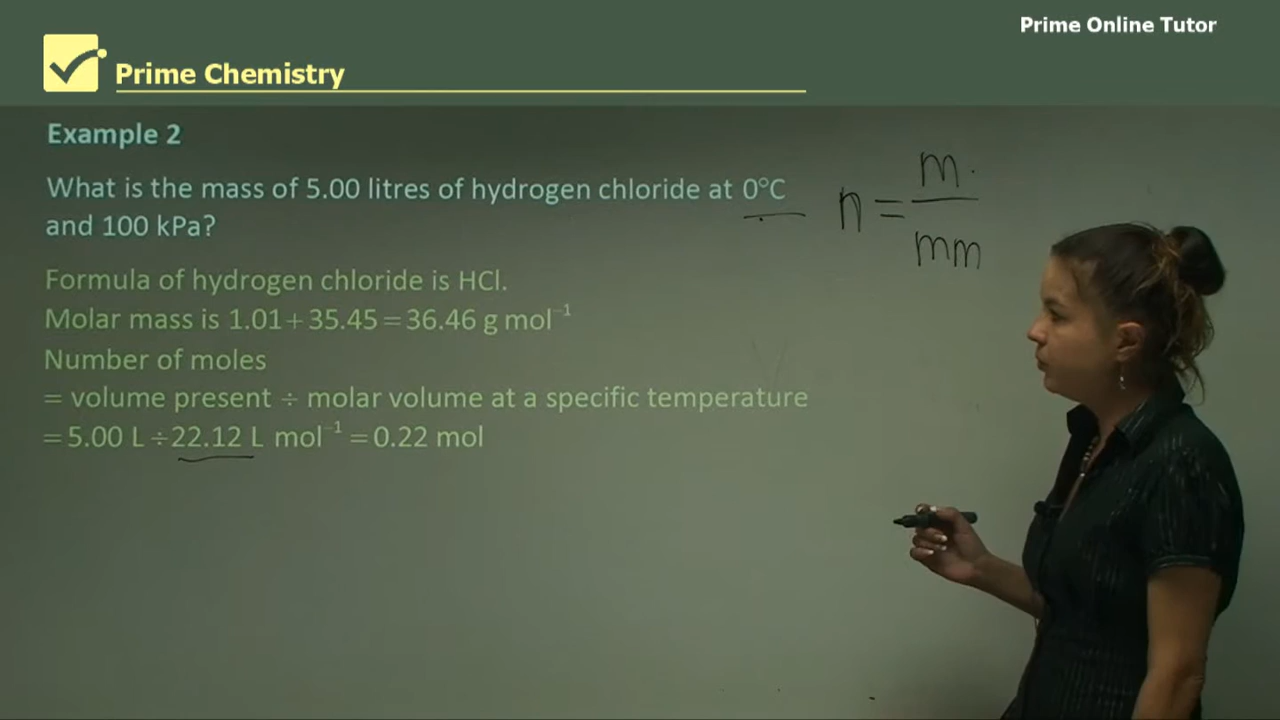 Prime Online Tutor
Prime Chemistry
Example 2
What is the mass of 5.00 litres of hydrogen chloride at 0°C
and 100 kPa?
n = m / mm
Formula of hydrogen chloride is HCl.
Molar mass is 1.01 + 35.45 = 36.46 g mol⁻¹
Number of moles
= volume present ÷ molar volume at a specific temperature
= 5.00 L ÷ 22.12 L mol⁻¹ = 0.22 mol